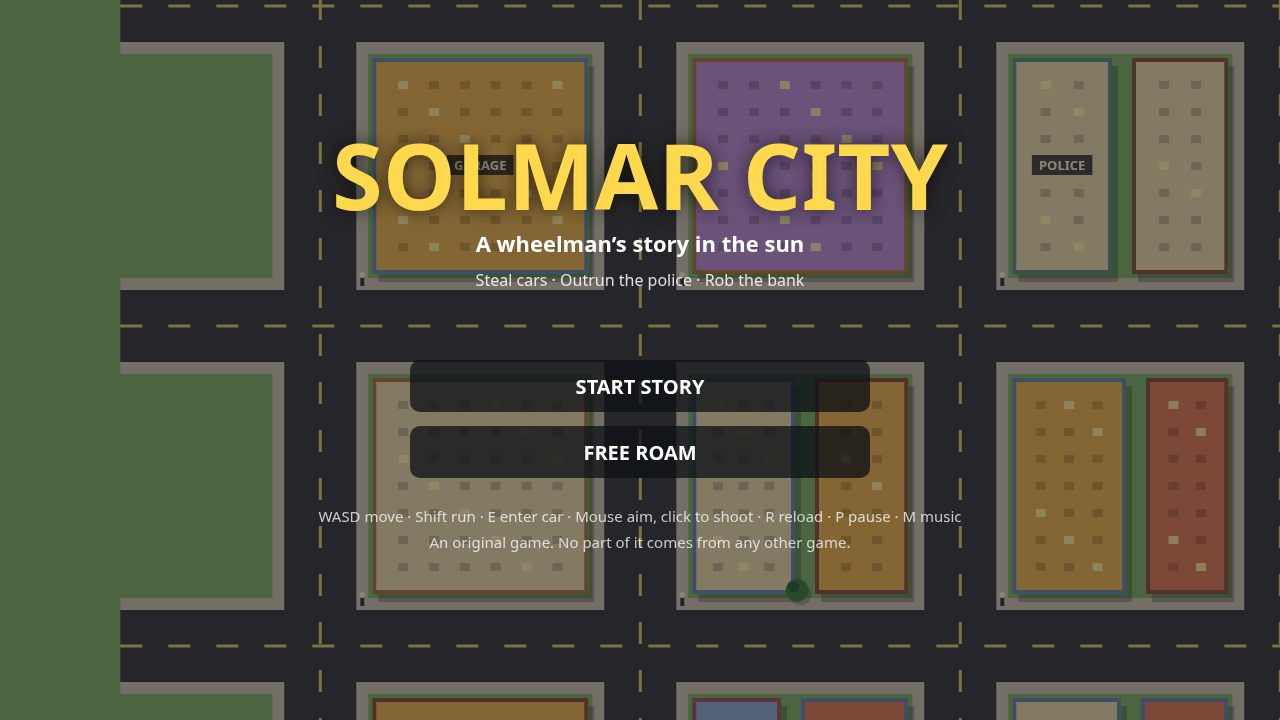 POLICE
GARAGE
SOLMAR CITY
A wheelman’s story in the sun
Steal cars · Outrun the police · Rob the bank
START STORY
FREE ROAM
WASD move · Shift run · E enter car · Mouse aim, click to shoot · R reload · P pause · M music
An original game. No part of it comes from any other game.